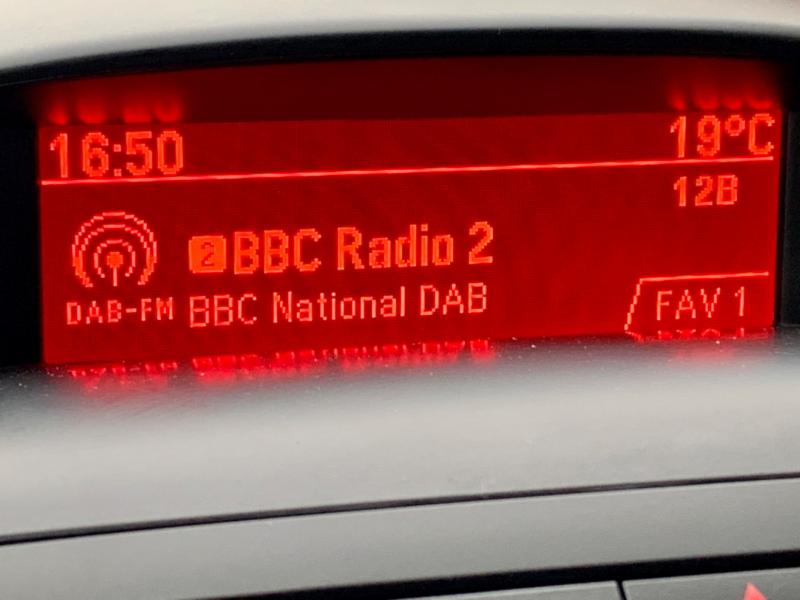 16:50 19°C
12B
2 BBC Radio 2
DAB-FM BBC National DAB
FAV 1